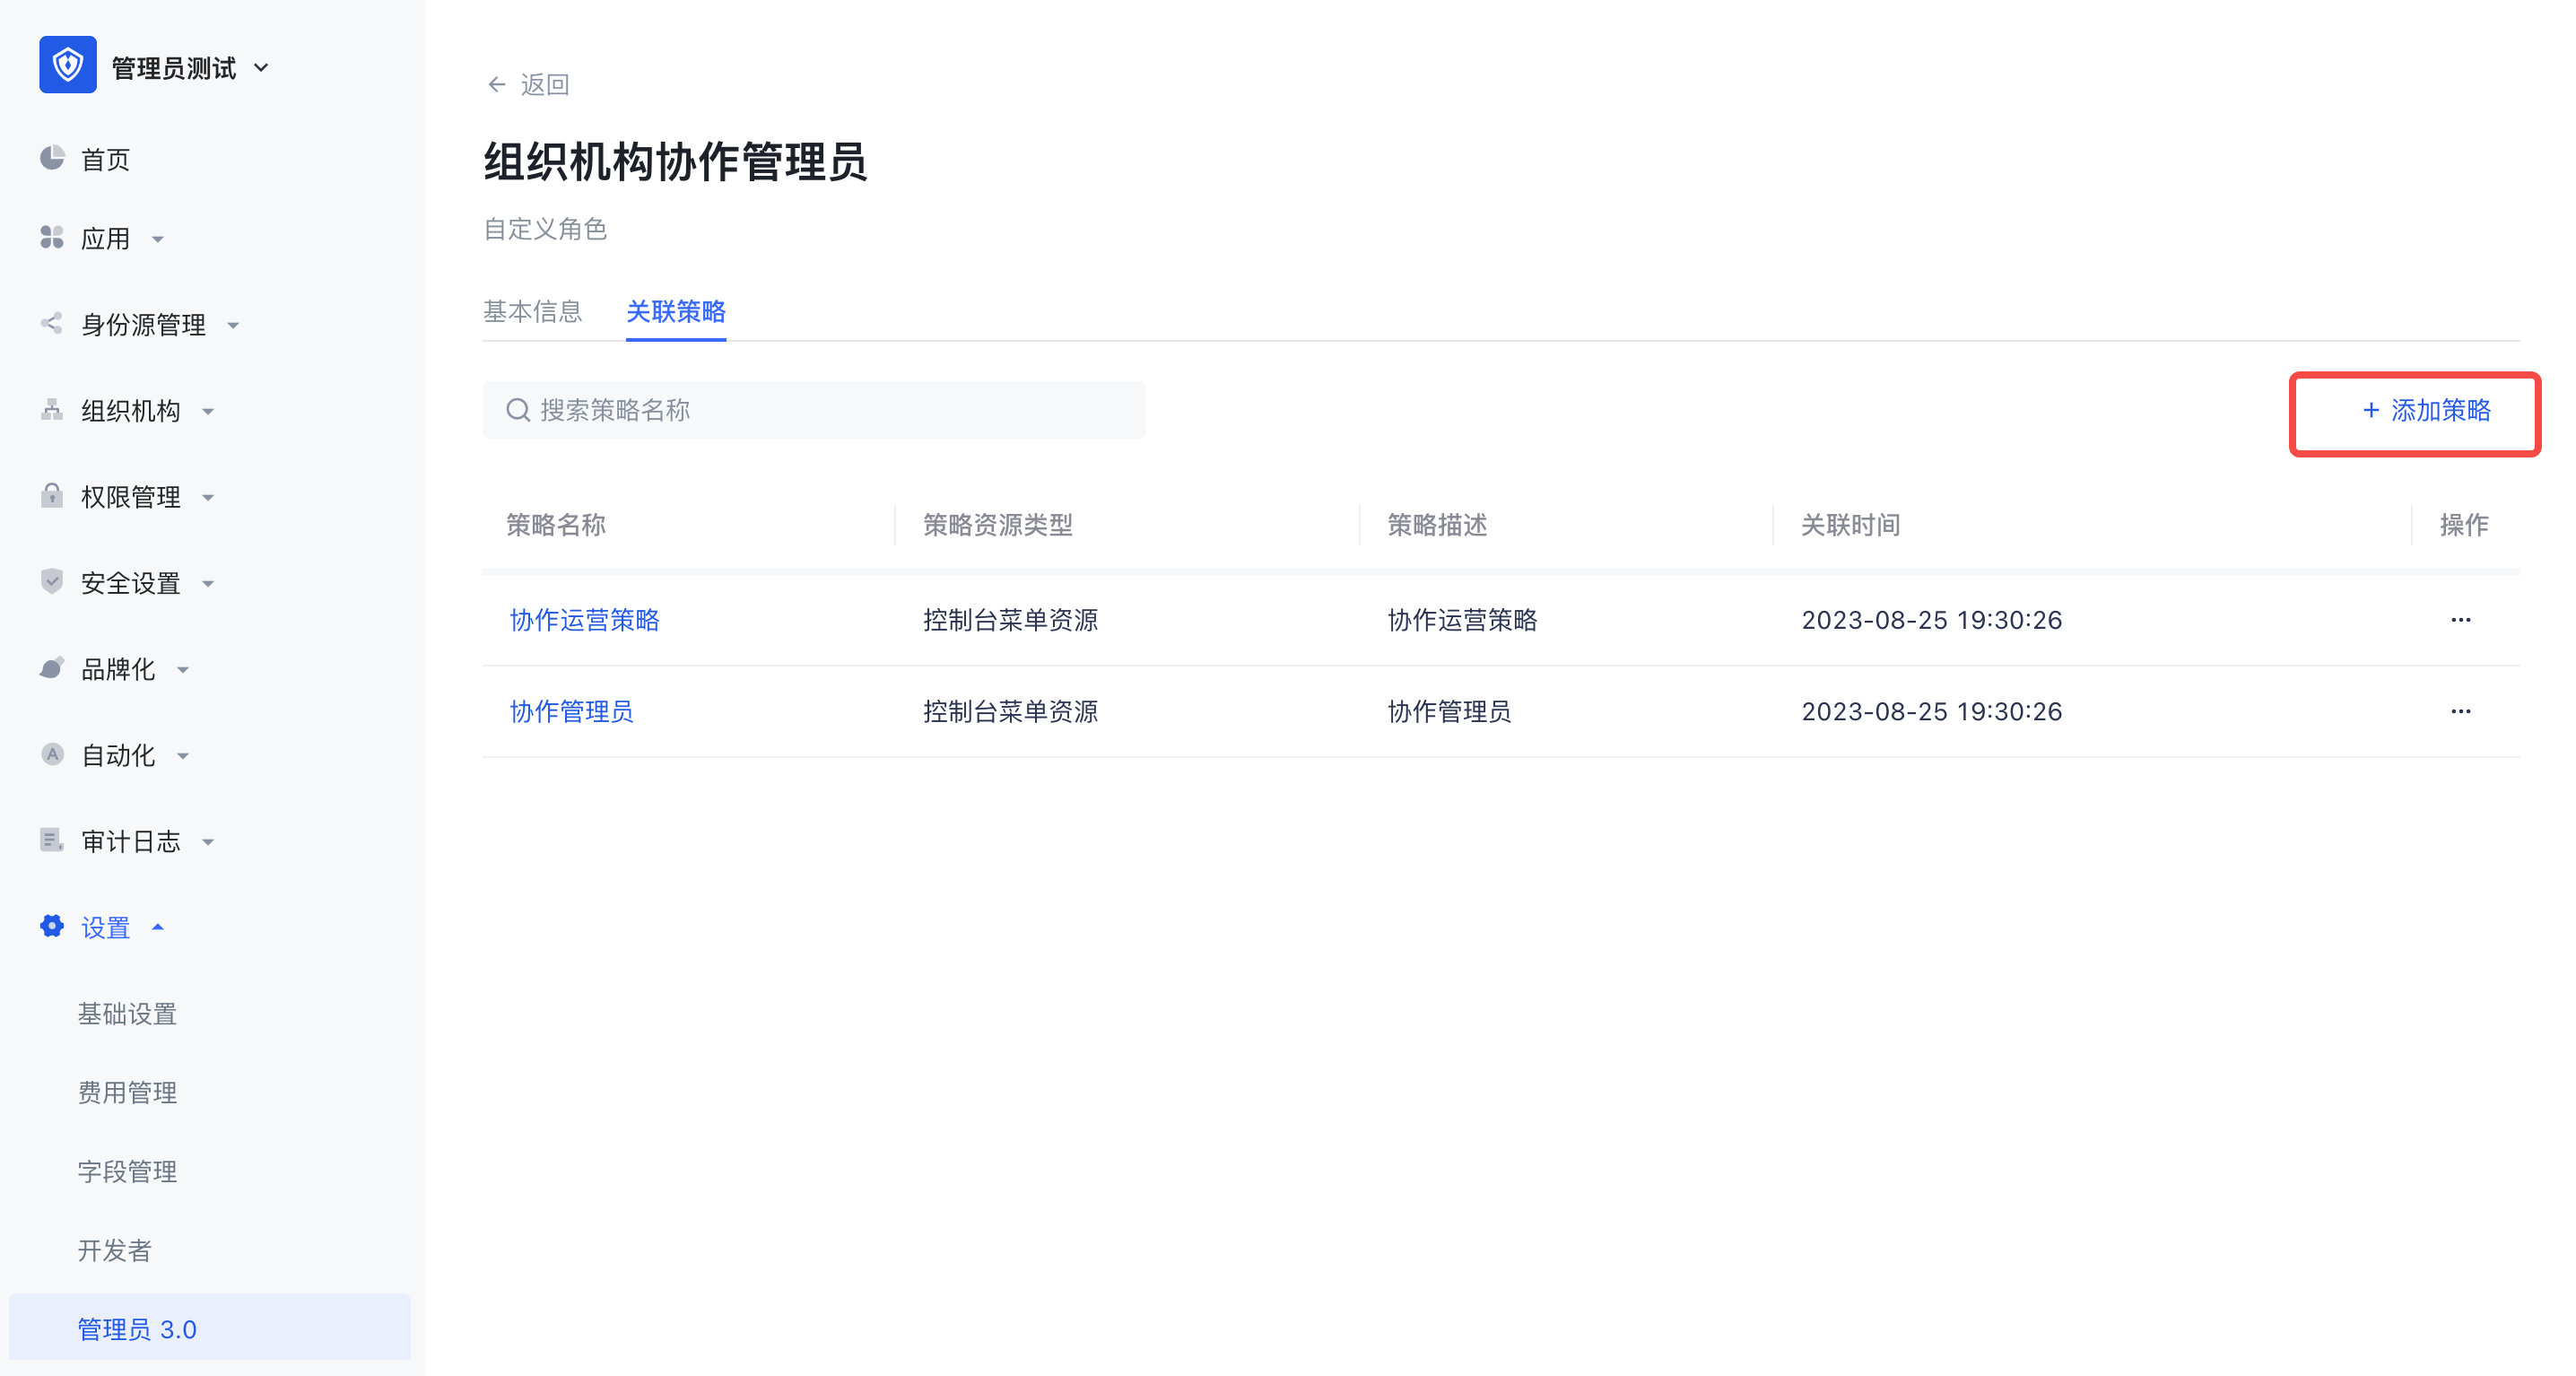 管理员测试
首页
应用
身份源管理
组织机构
权限管理
安全设置
品牌化
自动化
审计日志
设置
基础设置
费用管理
字段管理
开发者
管理员 3.0
返回
组织机构协作管理员
自定义角色
基本信息 关联策略
搜索策略名称
+ 添加策略
策略名称 策略资源类型 策略描述 关联时间 操作
协作运营策略 控制台菜单资源 协作运营策略 2023-08-25 19:30:26 ···
协作管理员 控制台菜单资源 协作管理员 2023-08-25 19:30:26 ···